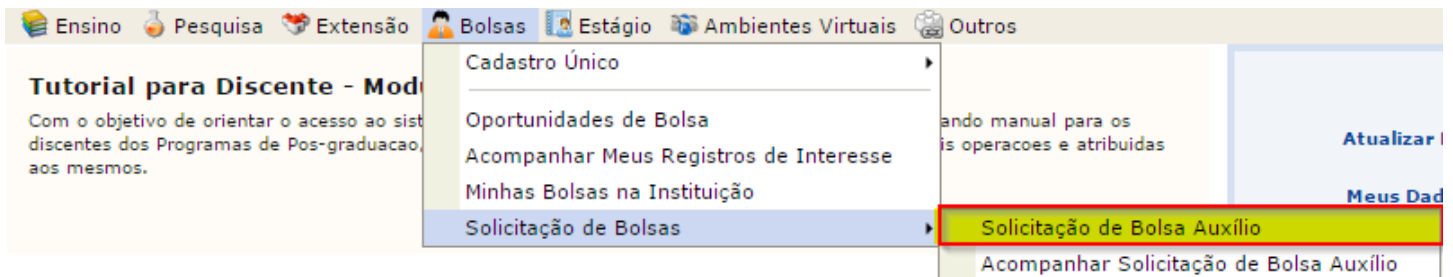 Ensino Pesquisa Extensão Bolsas Estágio Ambientes Virtuais Outros
Tutorial para Discente - Mod
Com o objetivo de orientar o acesso ao sist
discentes dos Programas de Pos-graduacao,
aos mesmos.
Cadastro Único
Oportunidades de Bolsa
Acompanhar Meus Registros de Interesse
Minhas Bolsas na Instituição
Solicitação de Bolsas
ando manual para os
is operacoes e atribuidas
Solicitação de Bolsa Auxílio
Acompanhar Solicitação de Bolsa Auxílio
Atualizar
Meus Dad